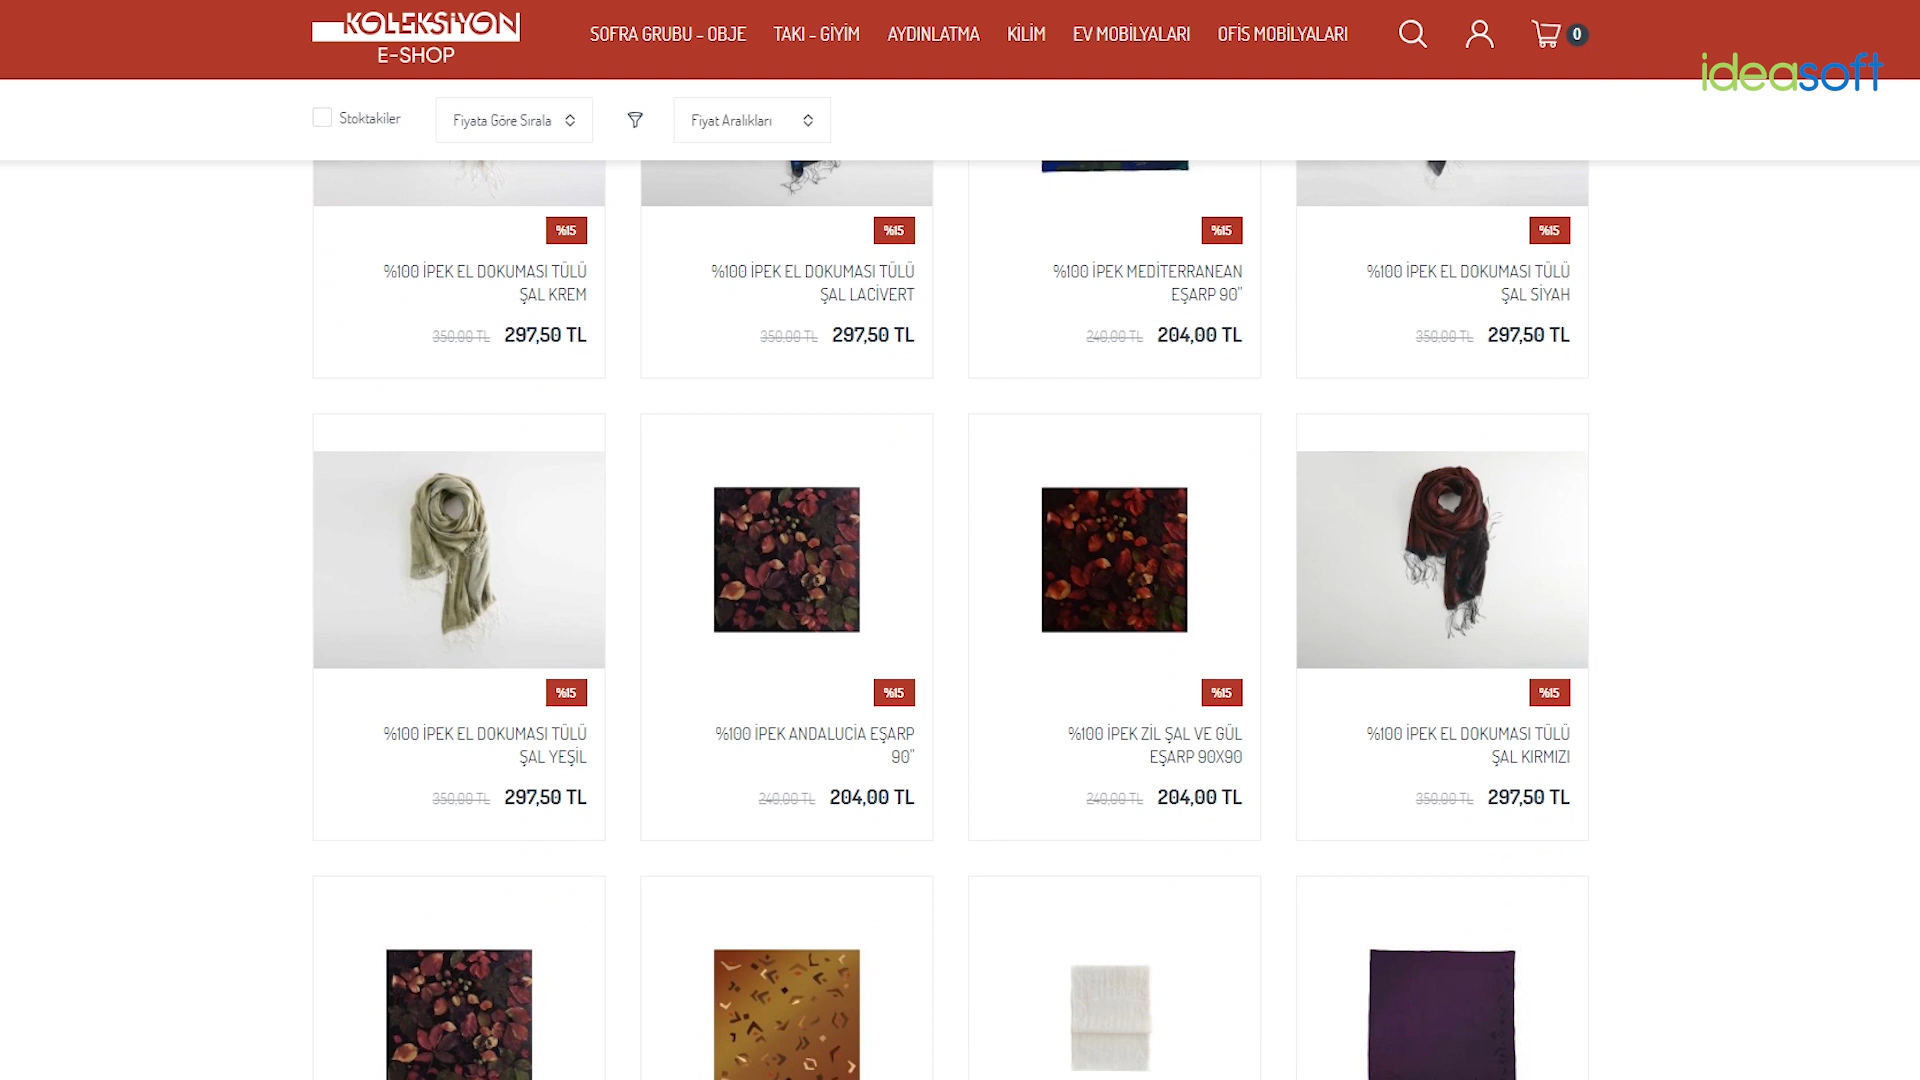 KOLEKSİYON
E-SHOP
SOFRA GRUBU - OBJE
TAKI - GİYİM
AYDINLATMA
KİLİM
EV MOBİLYALARI
OFİS MOBİLYALARI
0
ideasoft
Stoktakiler
Fiyata Göre Sırala
Fiyat Aralıkları
%15
%100 İPEK EL DOKUMASI TÜLÜ
ŞAL KREM
350,00 TL 297,50 TL
%15
%100 İPEK EL DOKUMASI TÜLÜ
ŞAL LACİVERT
350,00 TL 297,50 TL
%15
%100 İPEK MEDİTERRANEAN
EŞARP 90"
240,00 TL 204,00 TL
%15
%100 İPEK EL DOKUMASI TÜLÜ
ŞAL SİYAH
350,00 TL 297,50 TL
%15
%100 İPEK EL DOKUMASI TÜLÜ
ŞAL YEŞİL
350,00 TL 297,50 TL
%15
%100 İPEK ANDALUCİA EŞARP
90"
240,00 TL 204,00 TL
%15
%100 İPEK ZİL ŞAL VE GÜL
EŞARP 90X90
240,00 TL 204,00 TL
%15
%100 İPEK EL DOKUMASI TÜLÜ
ŞAL KIRMIZI
350,00 TL 297,50 TL